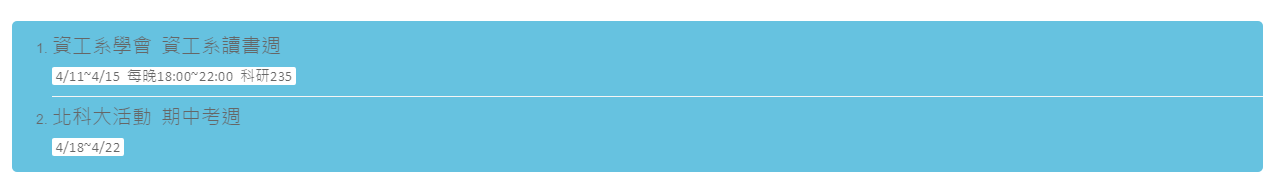 1. 資工系學會 資工系讀書週
4/11~4/15 每晚18:00~22:00 科研235
2. 北科大活動 期中考週
4/18~4/22